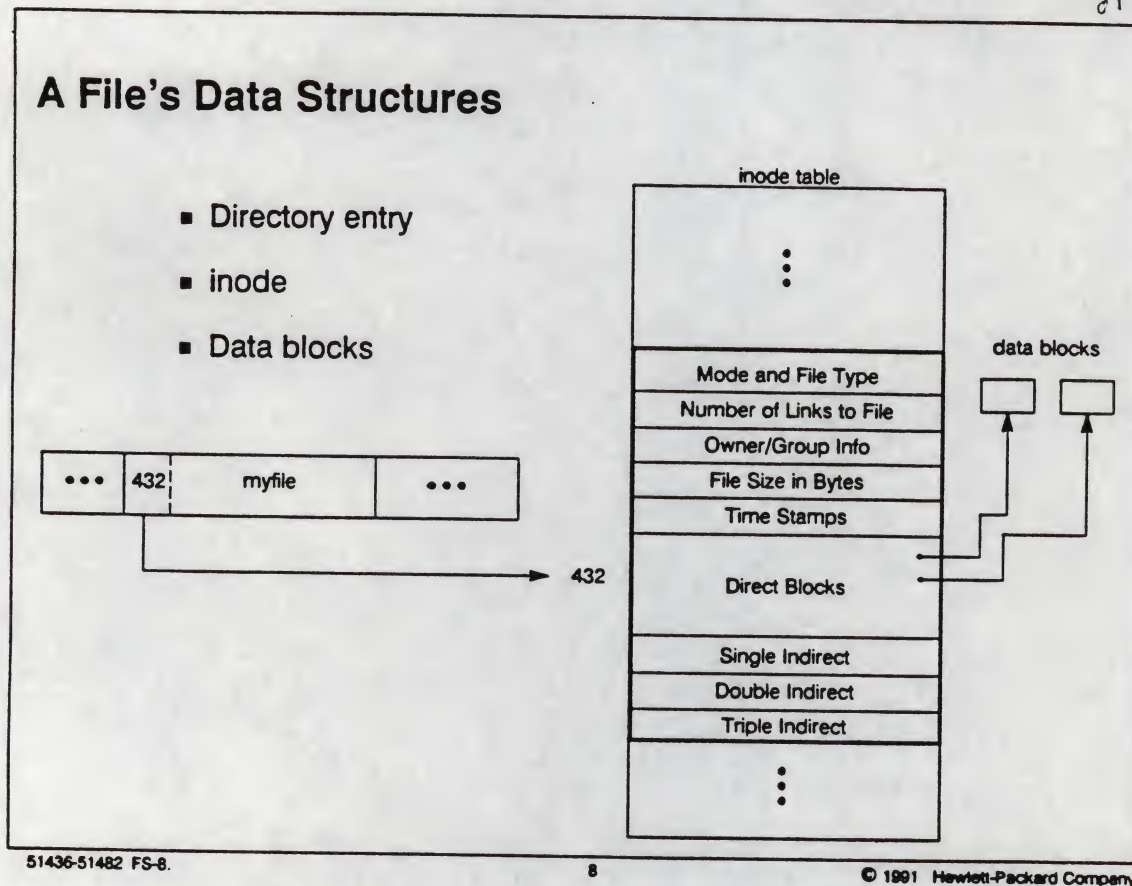 A File's Data Structures
■ Directory entry
■ inode
■ Data blocks
••• 432 myfile •••
432
inode table
Mode and File Type
Number of Links to File
Owner/Group Info
File Size in Bytes
Time Stamps
Direct Blocks
Single Indirect
Double Indirect
Triple Indirect
data blocks
51436-51482 FS-8.
8
© 1991 Hewlett-Packard Company